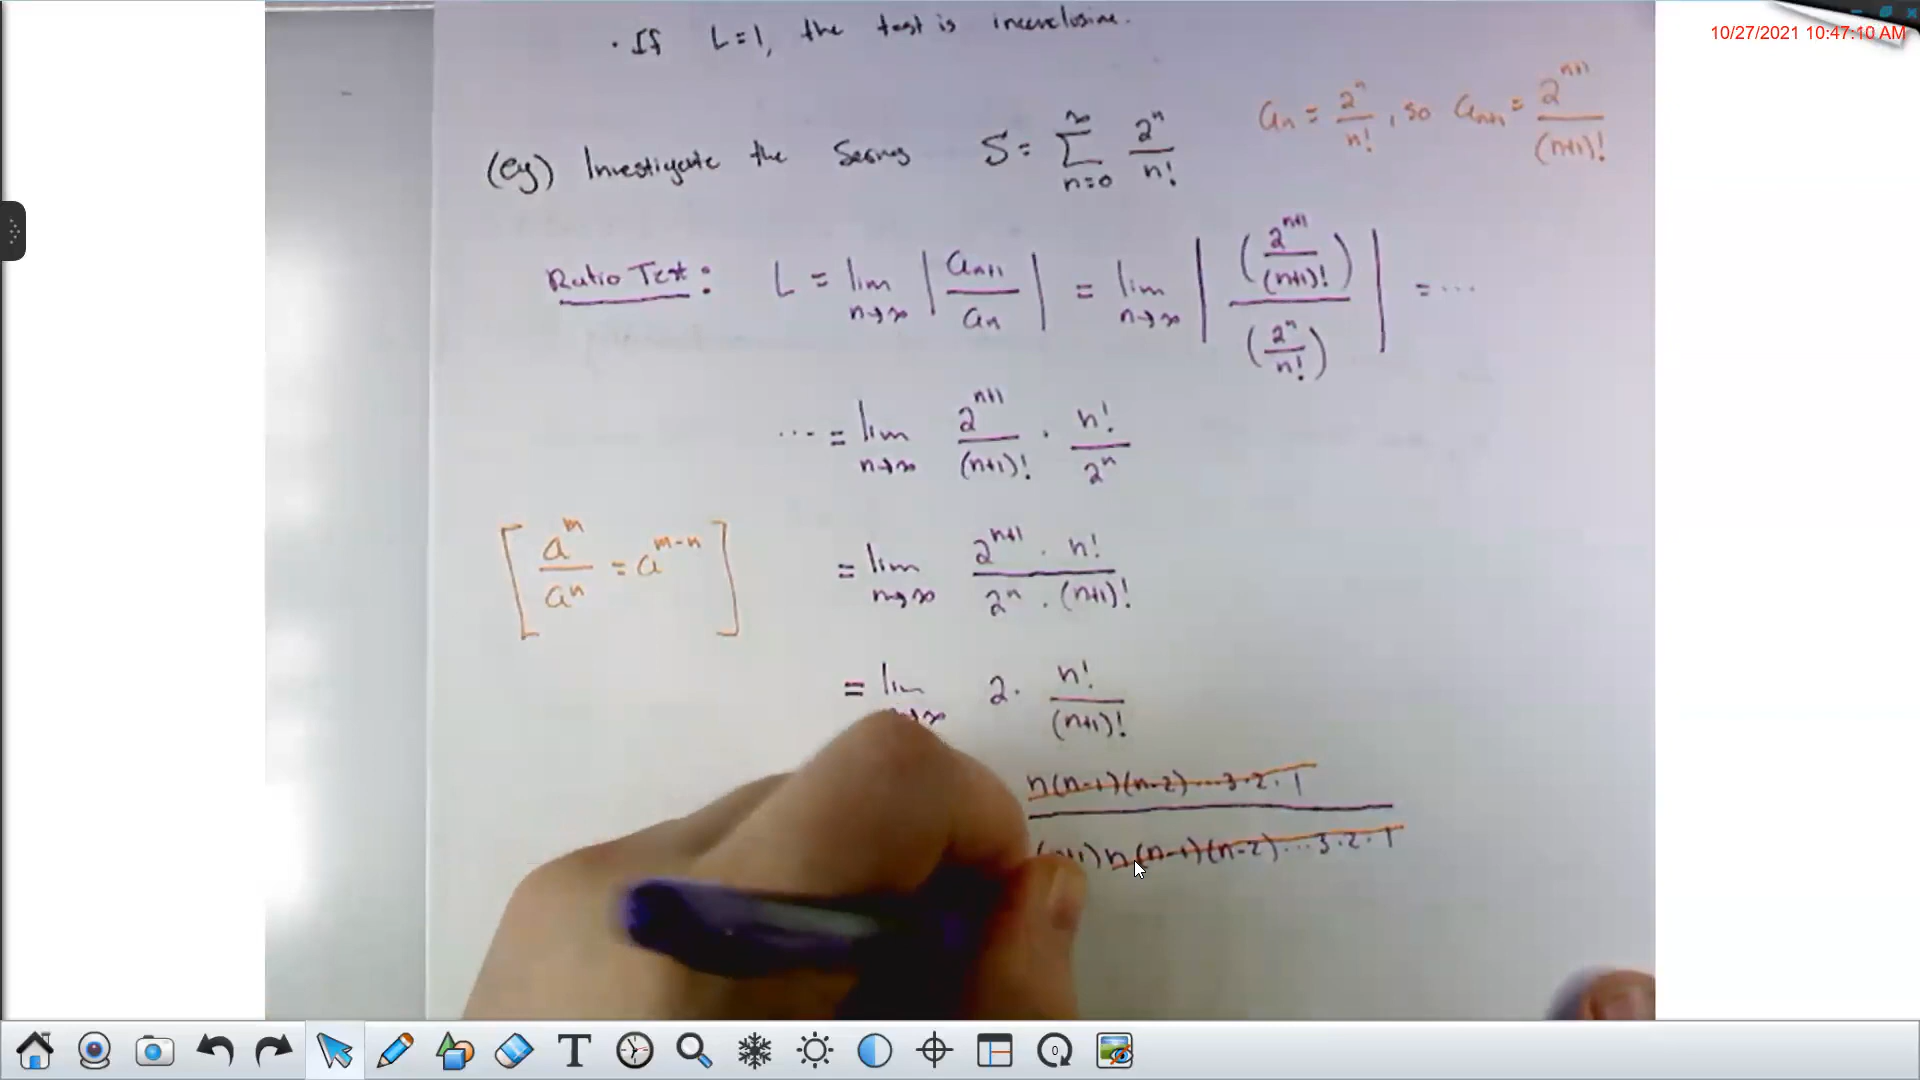 10/27/2021 10:47:10 AM
· If L=1, the test is inconclusive.
(eg) Investigate the Series S = ∑_{n=0}^{∞} 2^n/n!
a_n = 2^n/n!, so a_{n+1} = 2^{n+1}/(n+1)!
Ratio Test: L = lim_{n→∞} |a_{n+1}/a_n| = lim_{n→∞} |(2^{n+1}/(n+1)!)/(2^n/n!)| = ...
... = lim_{n→∞} 2^{n+1}/(n+1)! · n!/2^n
[a^m/a^n = a^{m-n}]
= lim_{n→∞} (2^{n+1} · n!)/(2^n · (n+1)!)
= lim_{n→∞} 2 · n!/(n+1)!
n(n-1)(n-2)...3·2·1
(n+1)n(n-1)(n-2)...3·2·1
T
0